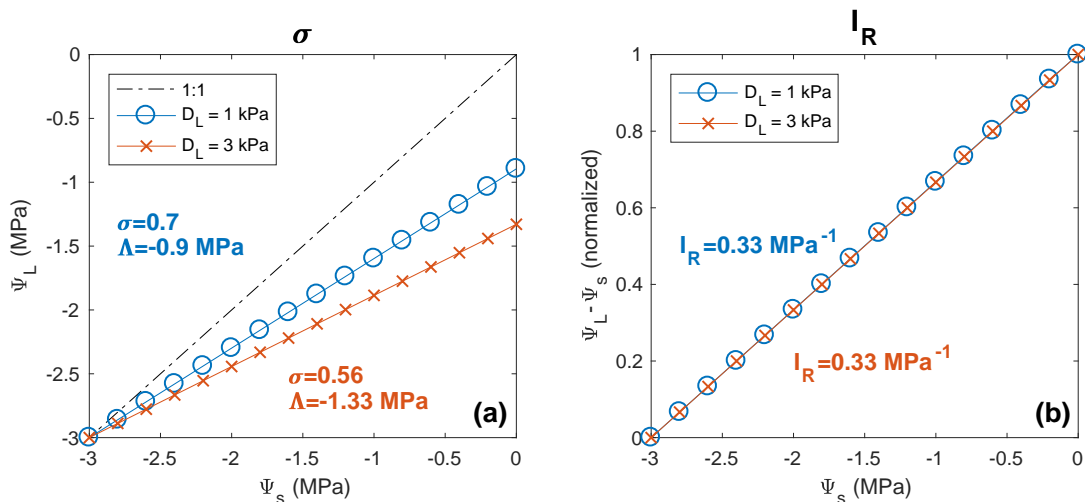 σ
0
-0.5
-1
-1.5
-2
-2.5
-3
Ψ_L (MPa)
1:1
D_L = 1 kPa
D_L = 3 kPa
σ=0.7
Λ=-0.9 MPa
σ=0.56
Λ=-1.33 MPa
(a)
-3 -2.5 -2 -1.5 -1 -0.5 0
Ψ_s (MPa)
I_R
1
0.8
0.6
0.4
0.2
0
Ψ_L-Ψ_s (normalized)
D_L = 1 kPa
D_L = 3 kPa
I_R=0.33 MPa^-1
I_R=0.33 MPa^-1
(b)
-3 -2.5 -2 -1.5 -1 -0.5 0
Ψ_s (MPa)